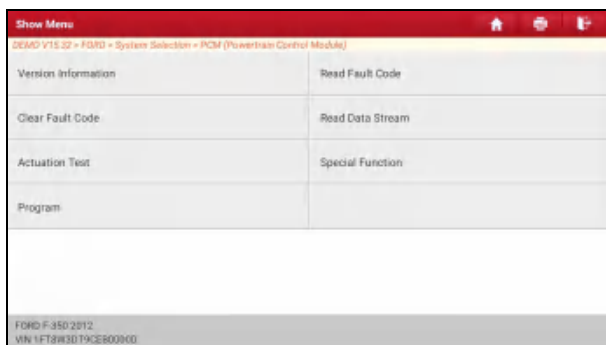 Show Menu
DEMO V15.32 > FORD > System Selection > PCM (Powertrain Control Module)
Version Information
Read Fault Code
Clear Fault Code
Read Data Stream
Actuation Test
Special Function
Program
FORD F-350 2012
VIN 1FT8W3DT9CEB00000